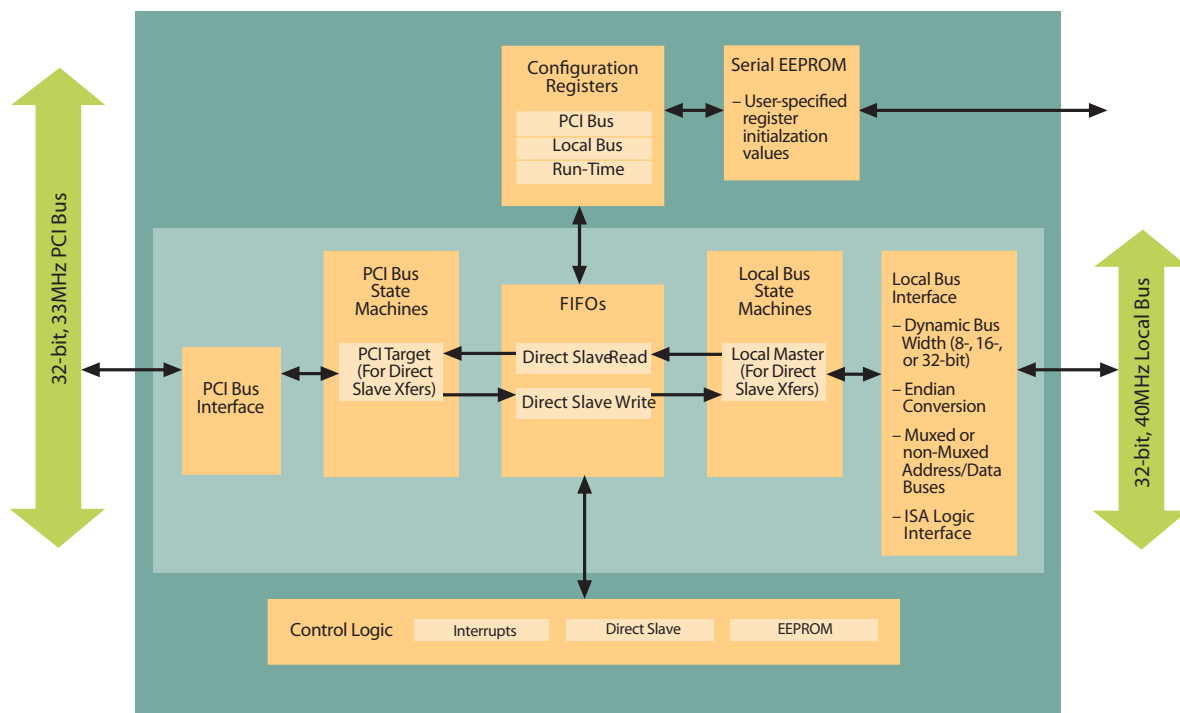 32-bit, 33MHz PCI Bus
Configuration
Registers
PCI Bus
Local Bus
Run-Time
Serial EEPROM
– User-specified
register
initialzation
values
PCI Bus
Interface
PCI Bus
State
Machines
PCI Target
(For Direct
Slave Xfers)
FIFOs
Direct Slave Read
Direct Slave Write
Local Bus
State
Machines
Local Master
(For Direct
Slave Xfers)
Local Bus
Interface
– Dynamic Bus
Width (8-, 16-,
or 32-bit)
– Endian
Conversion
– Muxed or
non-Muxed
Address/Data
Buses
– ISA Logic
Interface
32-bit, 40MHz Local Bus
Control Logic
Interrupts
Direct Slave
EEPROM